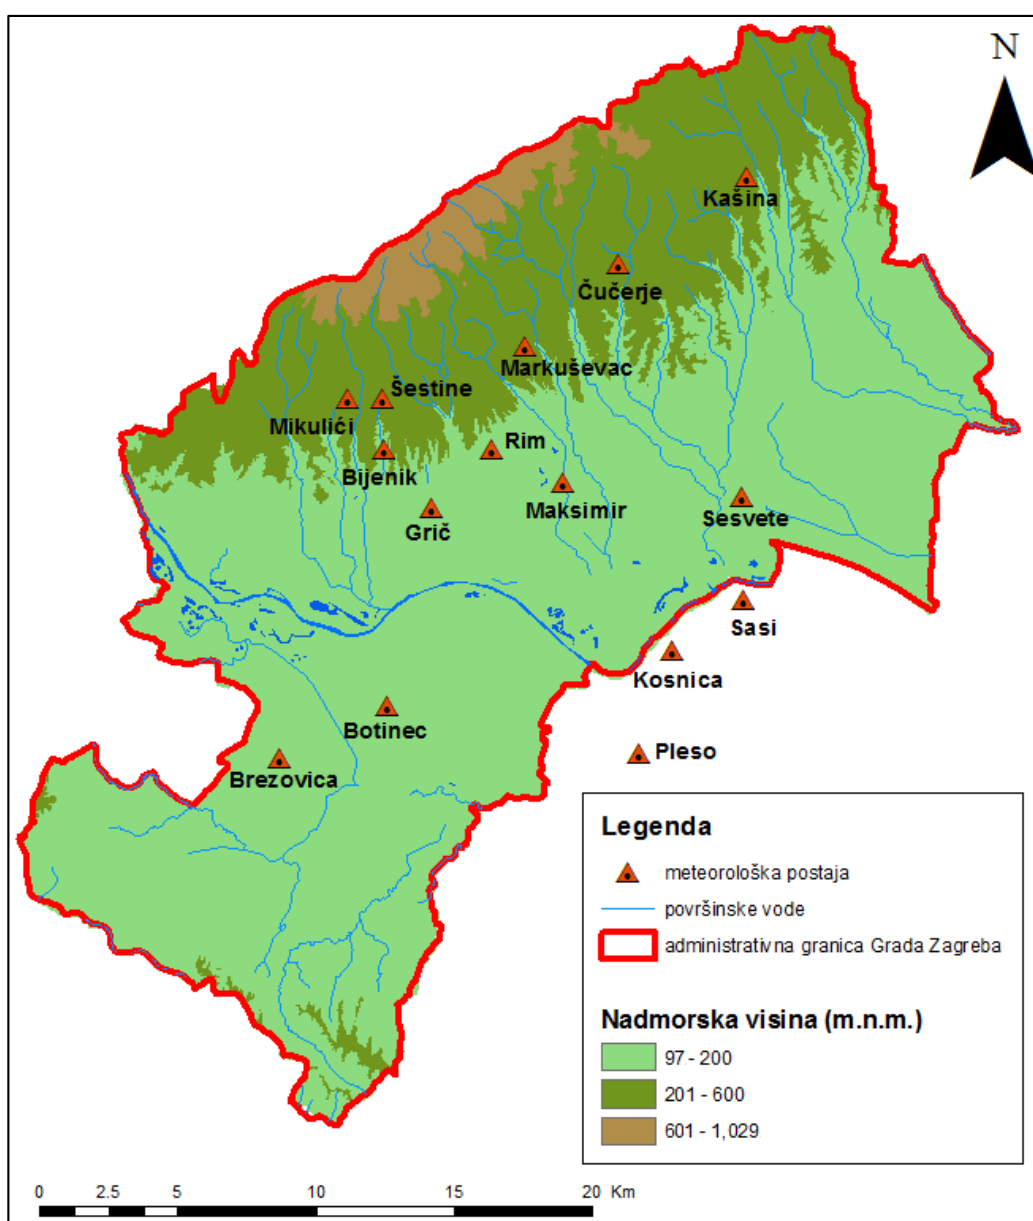 N
Kašina
Čučerje
Markuševac
Šestine
Mikulići
Rim
Bijenik
Maksimir
Sesvete
Grič
Sasi
Kosnica
Botinec
Pleso
Brezovica
Legenda
meteorološka postaja
površinske vode
administrativna granica Grada Zagreba
Nadmorska visina (m.n.m.)
97 - 200
201 - 600
601 - 1,029
0 2.5 5 10 15 20 Km